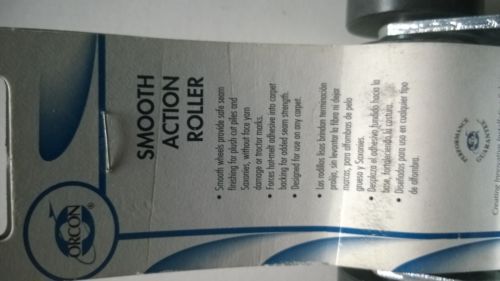 SMOOTH
ACTION
ROLLER
• Smooth wheels provide safe seam
finishing for plush cut piles and
Saxonies, without face yarn
damage or tractor marks.
• Forces hot-melt adhesive into carpet
backing for added seam strength.
• Designed for use on any carpet.
• Los rodillos lisos brindan terminación
prolija, sin levantar la fibra ni dejar
marcas, para alfombras de pelo
grueso y Saxonies.
• Desplaza el adhesivo fundido hacia la
base, fortaleciendo la costura.
• Diseñados para uso en cualquier tipo
de alfombra.
ORCON®
PERFORMANCE
GUARANTEE